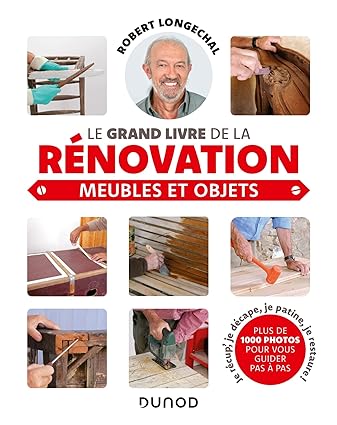 ROBERT LONGECHAL
LE GRAND LIVRE DE LA
RÉNOVATION
MEUBLES ET OBJETS
Je récup', je décape, je patine, je restaure !
PLUS DE
1000 PHOTOS
POUR VOUS
GUIDER
PAS À PAS
DUNOD